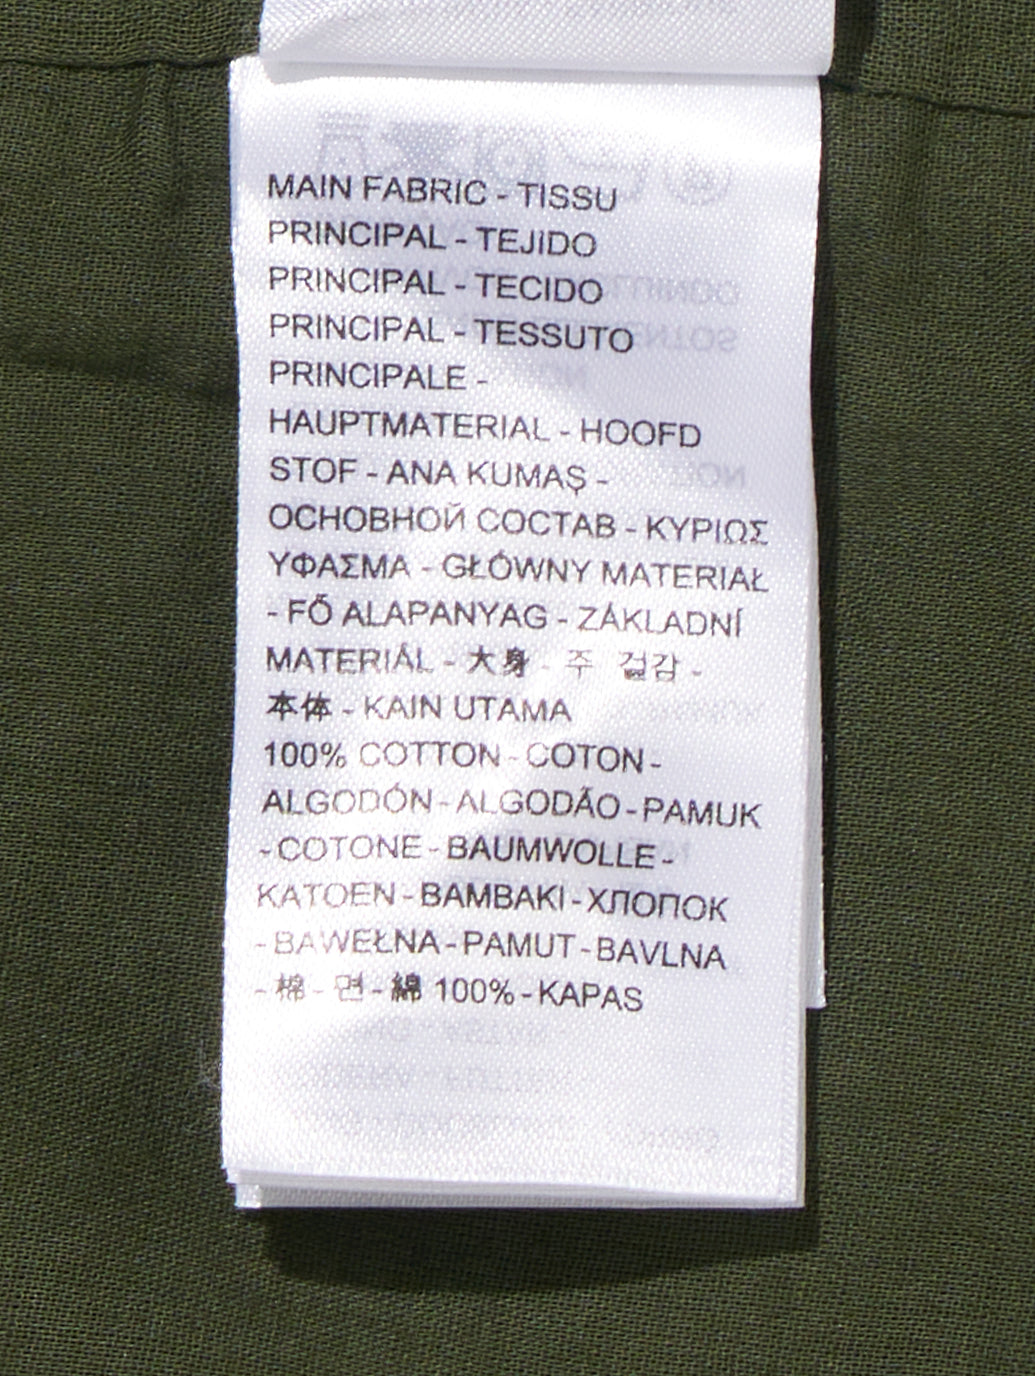 MAIN FABRIC - TISSU
PRINCIPAL - TEJIDO
PRINCIPAL - TECIDO
PRINCIPAL - TESSUTO
PRINCIPALE -
HAUPTMATERIAL - HOOFD
STOF - ANA KUMAŞ -
ОСНОВНОЙ СОСТАВ - ΚΥΡΙΩΣ
ΥΦΑΣΜΑ - GŁÓWNY MATERIAŁ
- FŐ ALAPANYAG - ZÁKLADNÍ
MATERIÁL - 大身 - 주 겉감 -
本体 - KAIN UTAMA
100% COTTON - COTON -
ALGODÓN - ALGODÃO - PAMUK
- COTONE - BAUMWOLLE -
KATOEN - ΒΑΜΒΑΚΙ - ХЛОПОК
- BAWEŁNA - PAMUT - BAVLNA
- 棉 - 면 - 綿 100% - KAPAS